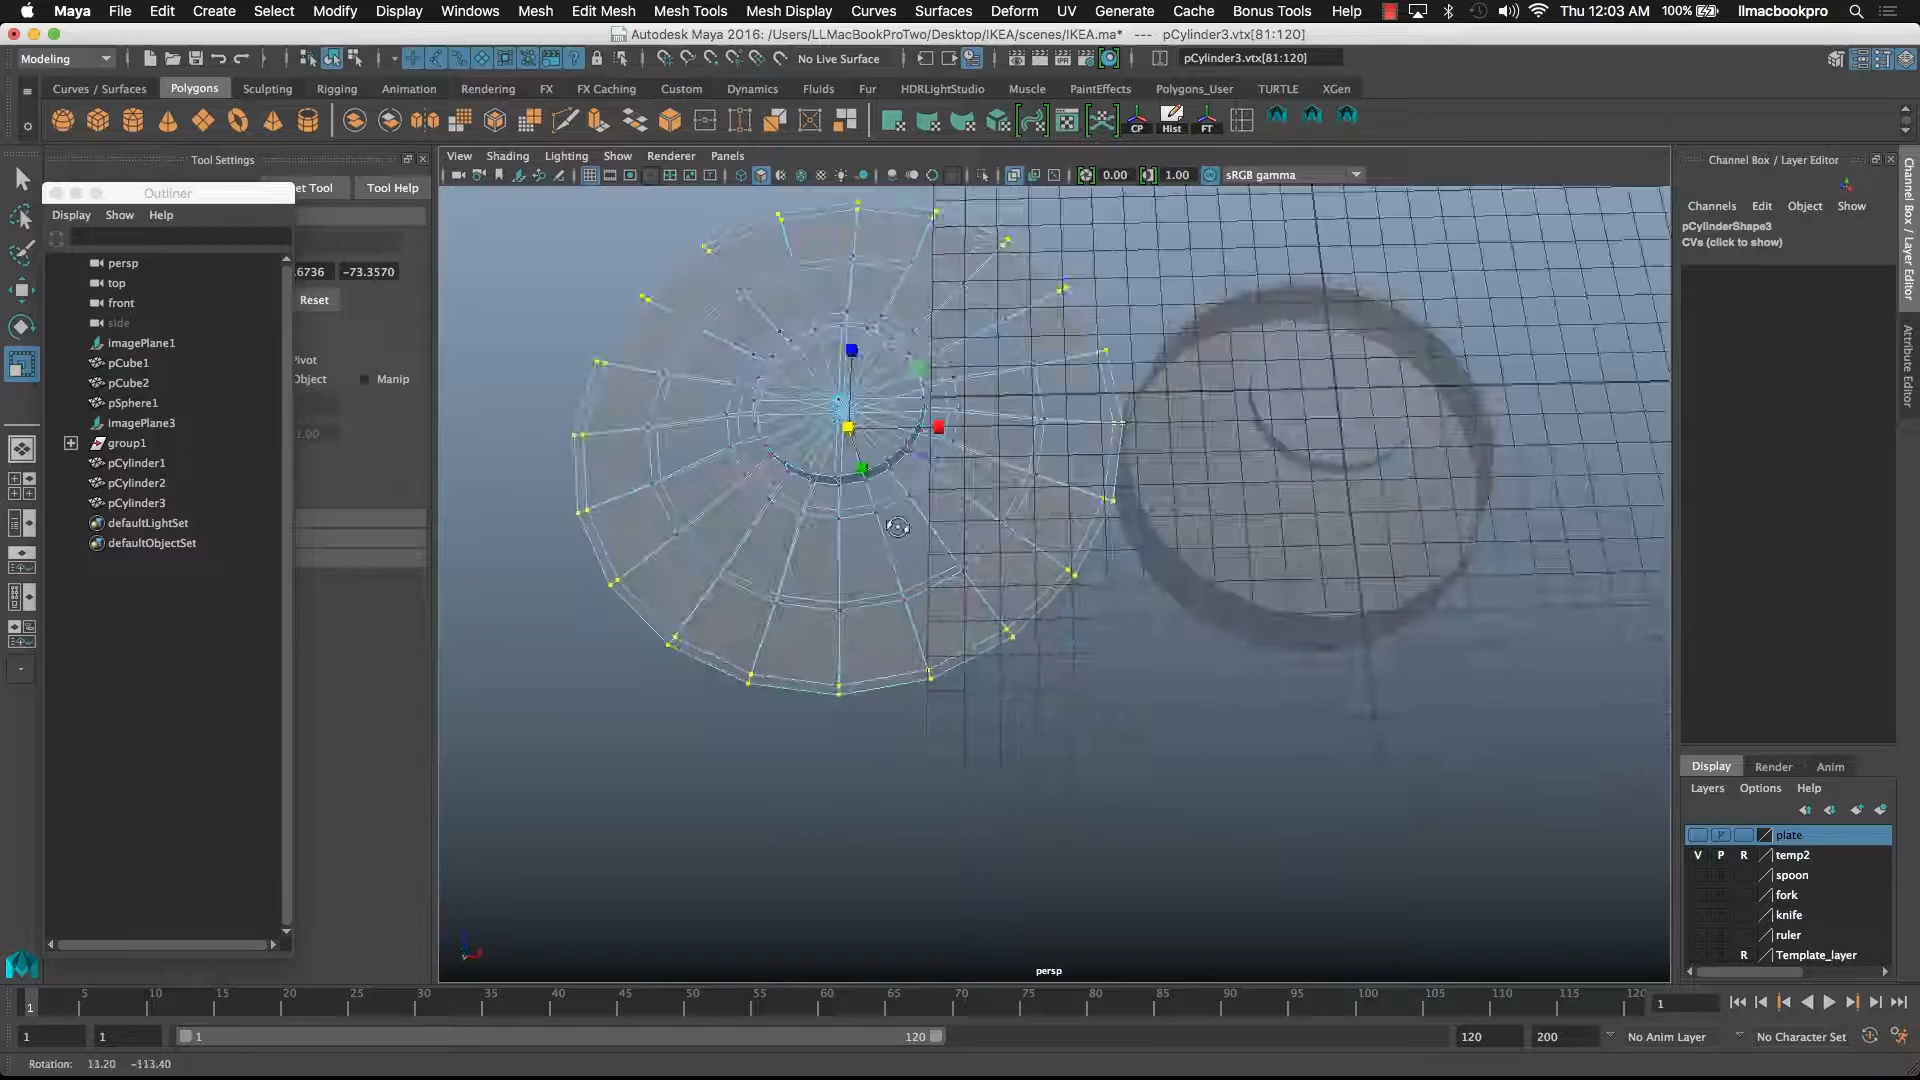 Maya File Edit Create Select Modify Display Windows Mesh Edit Mesh Mesh Tools Mesh Display Curves Surfaces Deform UV Generate Cache Bonus Tools Help Thu 12:03 AM 100% llmacbookpro
Autodesk Maya 2016: /Users/LLMacBookProTwo/Desktop/IKEA/scenes/IKEA.ma* --- pCylinder3.vtx[81:120]
Modeling No Live Surface pCylinder3.vtx[81:120]
Curves / Surfaces Polygons Sculpting Rigging Animation Rendering FX FX Caching Custom Dynamics Fluids Fur HDRLightStudio Muscle PaintEffects Polygons_User TURTLE XGen
CP Hist FT
Tool Settings
View Shading Lighting Show Renderer Panels
0.00 1.00 sRGB gamma
et Tool Tool Help
Outliner
Display Show Help
persp
top
front
side
imagePlane1
pCube1
pCube2
pSphere1
imagePlane3
group1
pCylinder1
pCylinder2
pCylinder3
defaultLightSet
defaultObjectSet
.6736 -73.3570
Reset
Pivot
Object Manip
1.00
persp
Channel Box / Layer Editor
Channels Edit Object Show
pCylinderShape3
CVs (click to show)
Channel Box / Layer Editor
Attribute Editor
Display Render Anim
Layers Options Help
P plate
V P R temp2
spoon
fork
knife
ruler
R Template_layer
1 5 10 15 20 25 30 35 40 45 50 55 60 65 70 75 80 85 90 95 100 105 110 115 120 1
1 1 1 120 120 200 No Anim Layer No Character Set
Rotation: 13.20 -113.40